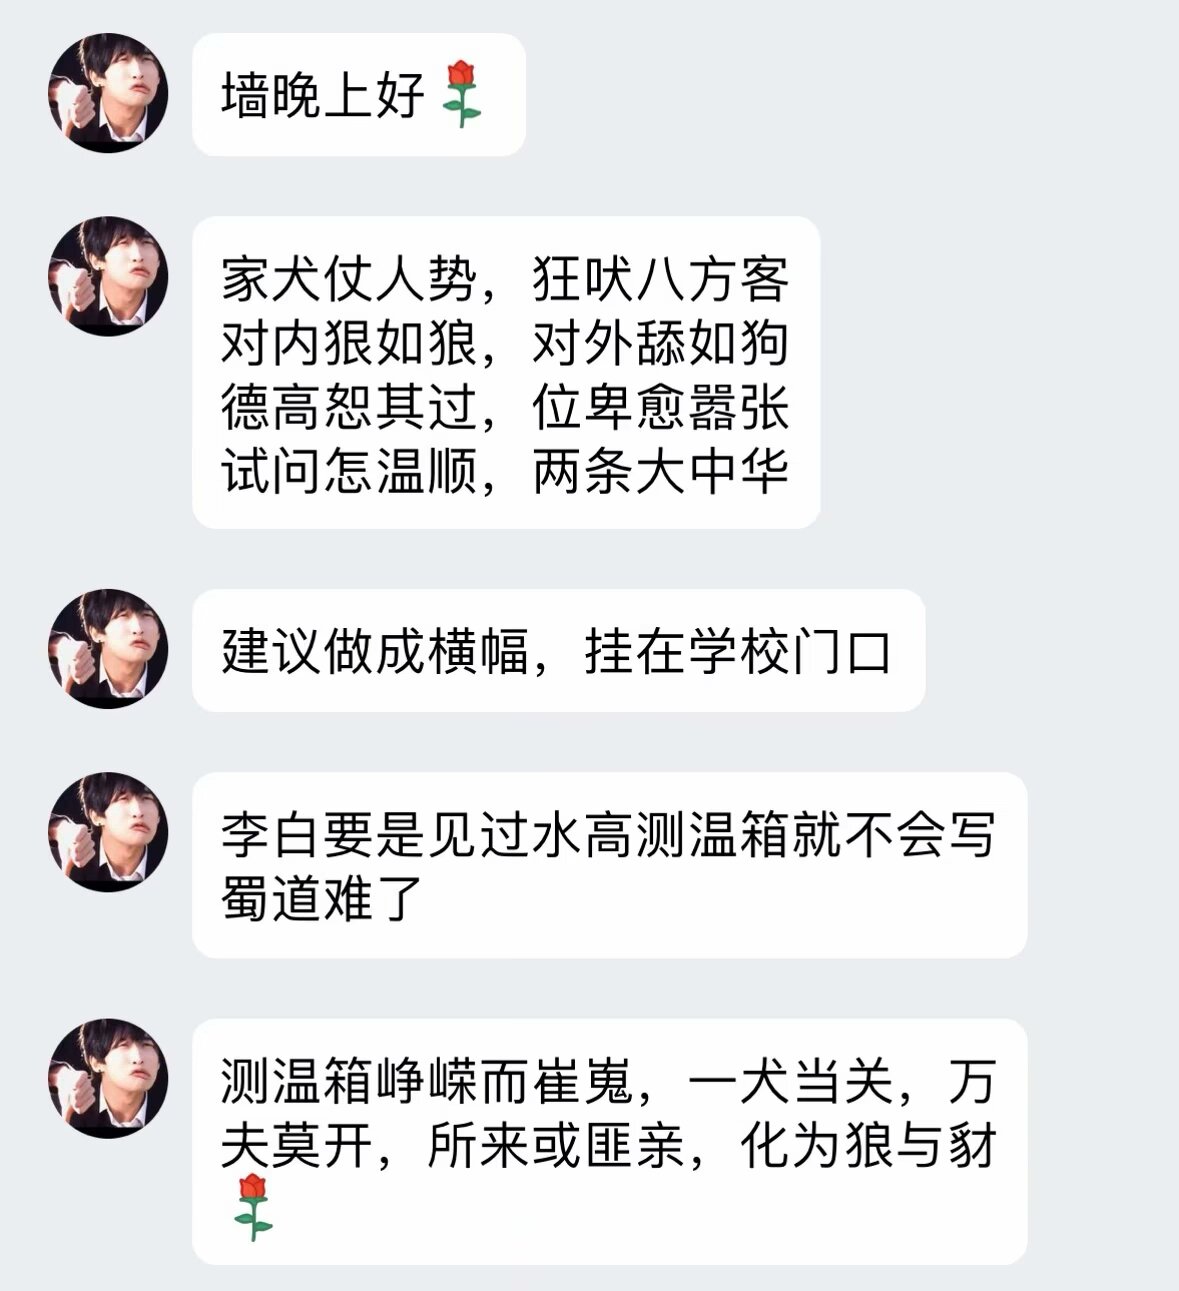 墙晚上好🌹
家犬仗人势，狂吠八方客
对内狠如狼，对外舔如狗
德高恕其过，位卑愈嚣张
试问怎温顺，两条大中华
建议做成横幅，挂在学校门口
李白要是见过水高测温箱就不会写
蜀道难了
测温箱峥嵘而崔嵬，一犬当关，万
夫莫开，所来或匪亲，化为狼与豺
🌹